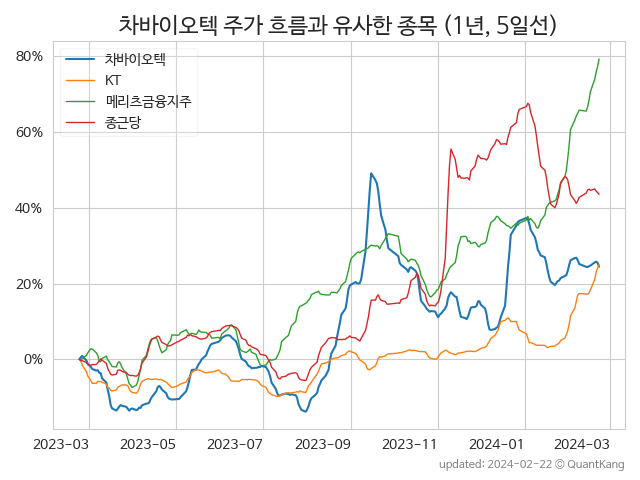 차바이오텍 주가 흐름과 유사한 종목 (1년, 5일선)
차바이오텍
KT
메리츠금융지주
종근당
80%
60%
40%
20%
0%
2023-03 2023-05 2023-07 2023-09 2023-11 2024-01 2024-03
updated: 2024-02-22 © QuantKang